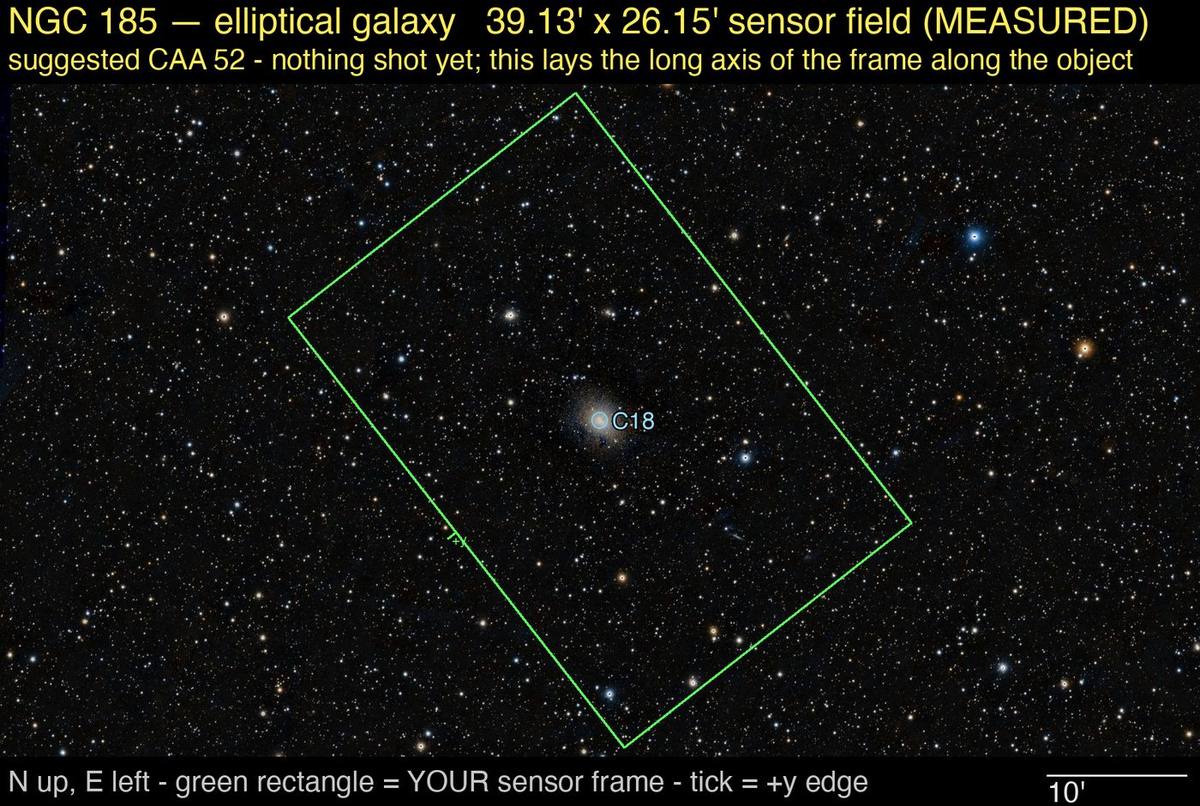 NGC 185 — elliptical galaxy 39.13' x 26.15' sensor field (MEASURED)
suggested CAA 52 - nothing shot yet; this lays the long axis of the frame along the object
C18
+y
N up, E left - green rectangle = YOUR sensor frame - tick = +y edge
10'